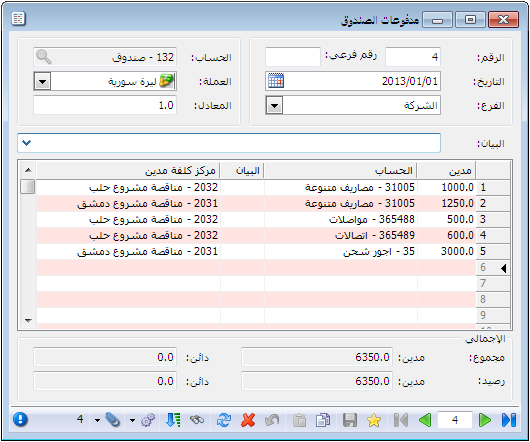 مدفوعات الصندوق
الرقم: 4 رقم فرعي:
الحساب: 132 - صندوق
التاريخ: 2013/01/01
العملة: ليرة سورية
الفرع: الشركة
المعادل: 1.0
البيان:
مدين الحساب البيان مركز كلفة مدين
1 1000.0 31005 - مصاريف متنوعة 2032 - مناقصة مشروع حلب
2 1250.0 31005 - مصاريف متنوعة 2031 - مناقصة مشروع دمشق
3 500.0 365488 - مواصلات 2032 - مناقصة مشروع حلب
4 600.0 365489 - اتصالات 2032 - مناقصة مشروع حلب
5 3000.0 35 - اجور شحن 2031 - مناقصة مشروع دمشق
6
7
8
9
الإجمالي
مجموع: مدين: 6350.0 دائن: 0.0
رصيد: مدين: 6350.0 دائن: 0.0
4 4